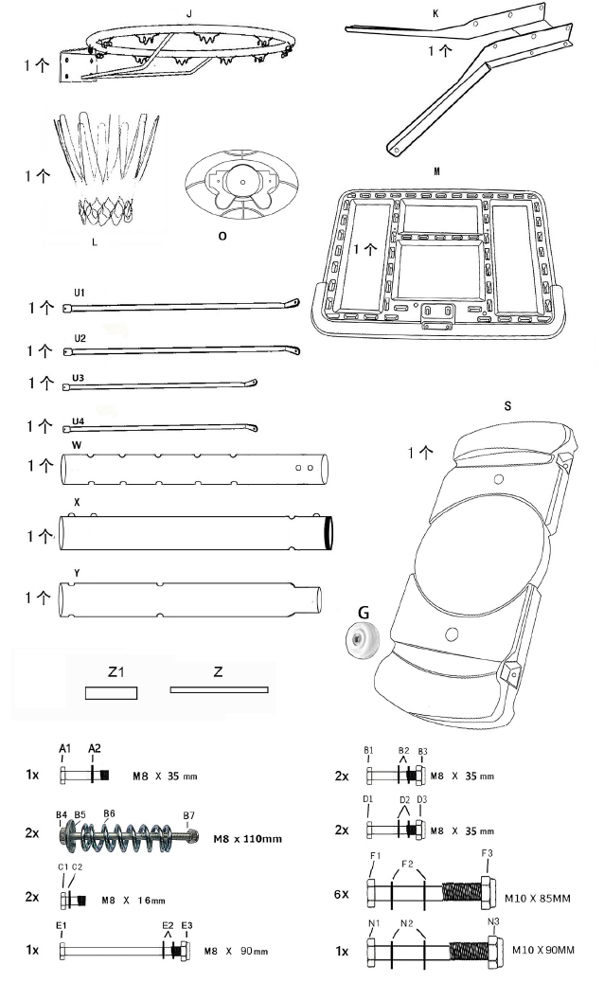 J
1个
K
1个
1个
L
O
M
1个
U1
1个
U2
1个
U3
1个
U4
1个
W
1个
X
1个
Y
1个
S
1个
G
Z1 Z
A1 A2
1x M8 X 35 mm
B4 B5 B6 B7
2x M8 x 110mm
C1 C2
2x M8 X 16mm
E1 E2 E3
1x M8 X 90 mm
B1 B2 B3
2x M8 X 35 mm
D1 D2 D3
2x M8 X 35 mm
F1 F2 F3
6x M10 X 85MM
N1 N2 N3
1x M10 X 90MM